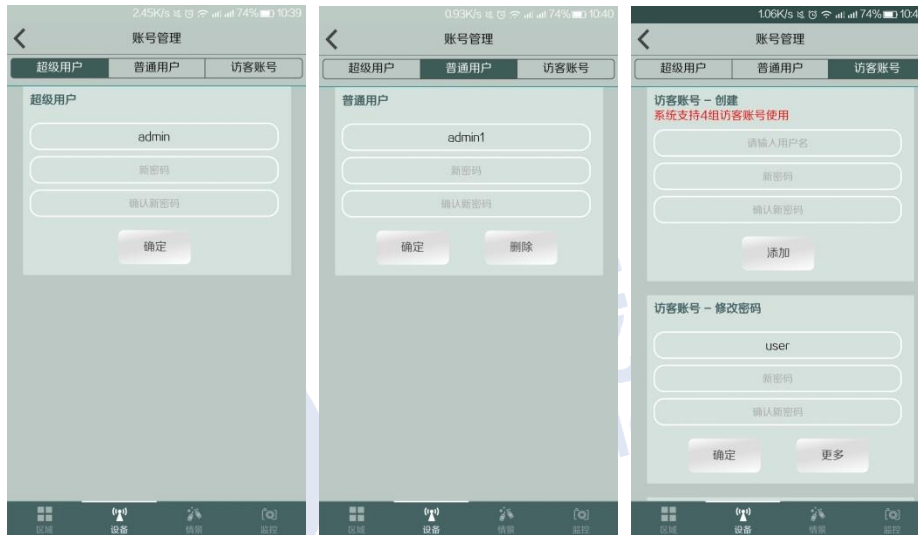 2.45K/s 74% 10:39
账号管理
超级用户 普通用户 访客账号
超级用户
admin
新密码
确认新密码
确定
区域 设备 情景 监控
0.93K/s 74% 10:40
账号管理
超级用户 普通用户 访客账号
普通用户
admin1
新密码
确认新密码
确定 删除
区域 设备 情景 监控
1.06K/s 74% 10:4
账号管理
超级用户 普通用户 访客账号
访客账号 – 创建
系统支持4组访客账号使用
请输入用户名
新密码
确认新密码
添加
访客账号 – 修改密码
user
新密码
确认新密码
确定 更多
区域 设备 情景 监控